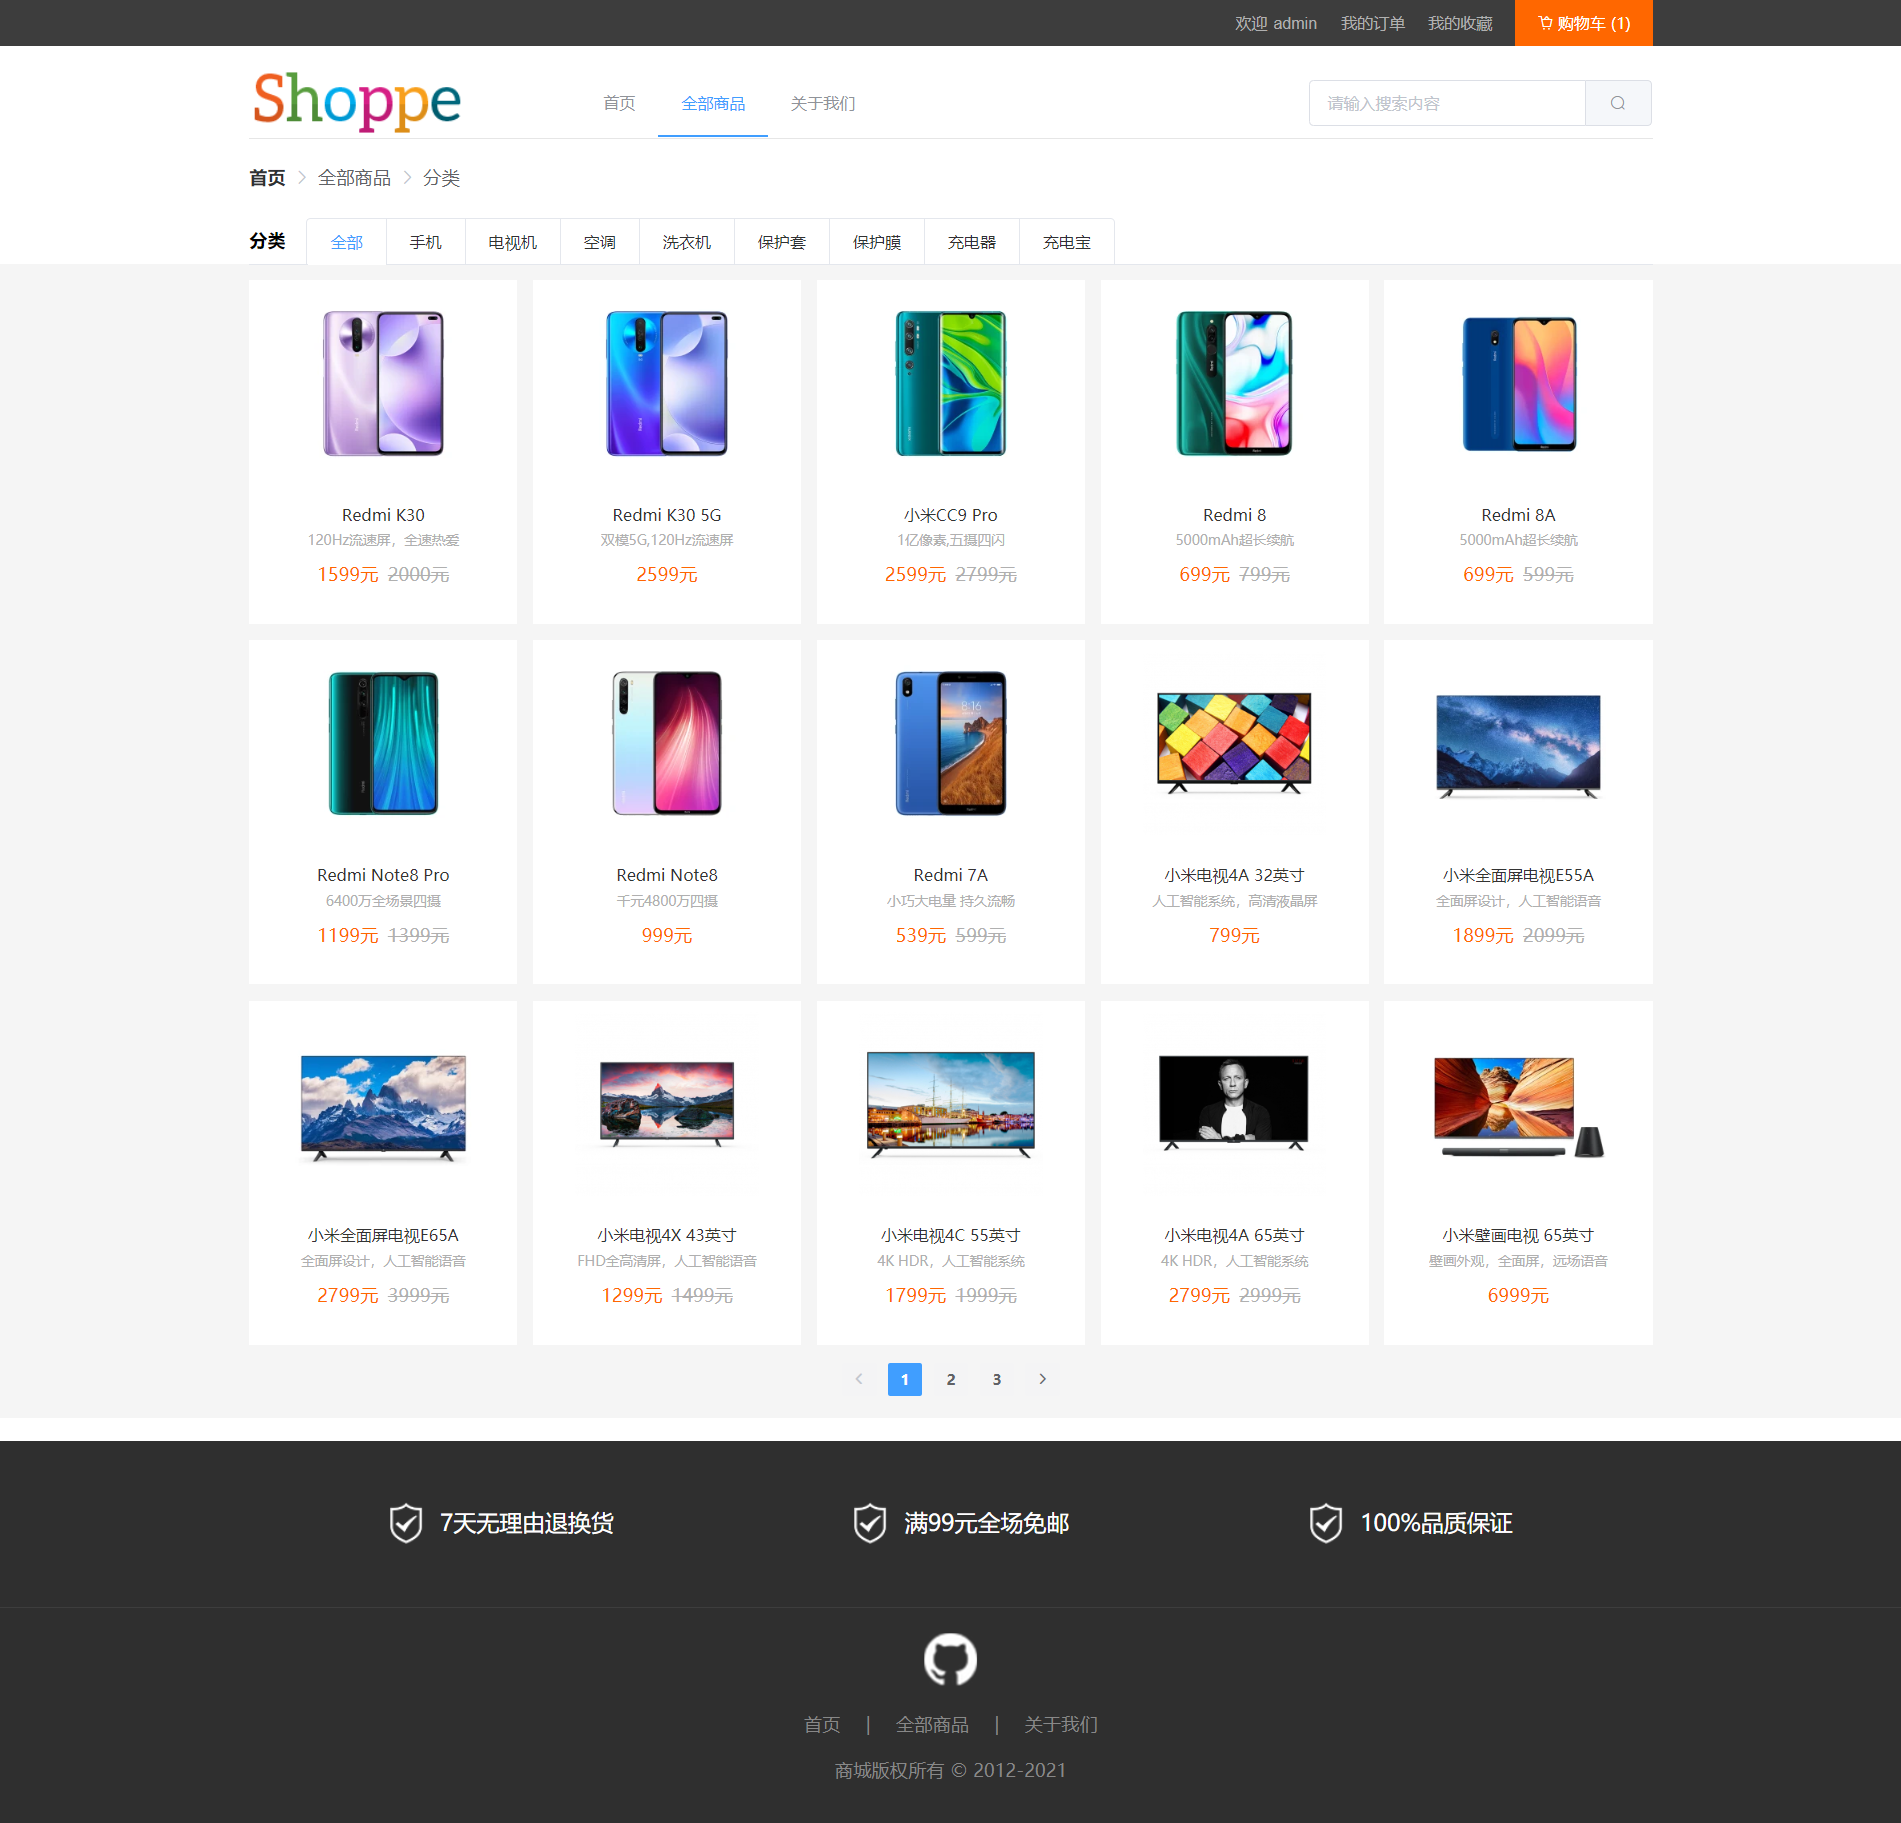 欢迎 admin 我的订单 我的收藏 购物车 (1)
Shoppe 首页 全部商品 关于我们 请输入搜索内容
首页 全部商品 分类
分类 全部 手机 电视机 空调 洗衣机 保护套 保护膜 充电器 充电宝
Redmi K30
120Hz流速屏，全速热爱
1599元 2000元
Redmi K30 5G
双模5G,120Hz流速屏
2599元
小米CC9 Pro
1亿像素,五摄四闪
2599元 2799元
Redmi 8
5000mAh超长续航
699元 799元
Redmi 8A
5000mAh超长续航
699元 599元
Redmi Note8 Pro
6400万全场景四摄
1199元 1399元
Redmi Note8
千元4800万四摄
999元
8:16
Redmi 7A
小巧大电量 持久流畅
539元 599元
小米电视4A 32英寸
人工智能系统，高清液晶屏
799元
小米全面屏电视E55A
全面屏设计，人工智能语音
1899元 2099元
小米全面屏电视E65A
全面屏设计，人工智能语音
2799元 3999元
小米电视4X 43英寸
FHD全高清屏，人工智能语音
1299元 1499元
小米电视4C 55英寸
4K HDR，人工智能系统
1799元 1999元
小米电视4A 65英寸
4K HDR，人工智能系统
2799元 2999元
小米壁画电视 65英寸
壁画外观，全面屏，远场语音
6999元
1 2 3
7天无理由退换货 满99元全场免邮 100%品质保证
首页 | 全部商品 | 关于我们
商城版权所有 © 2012-2021